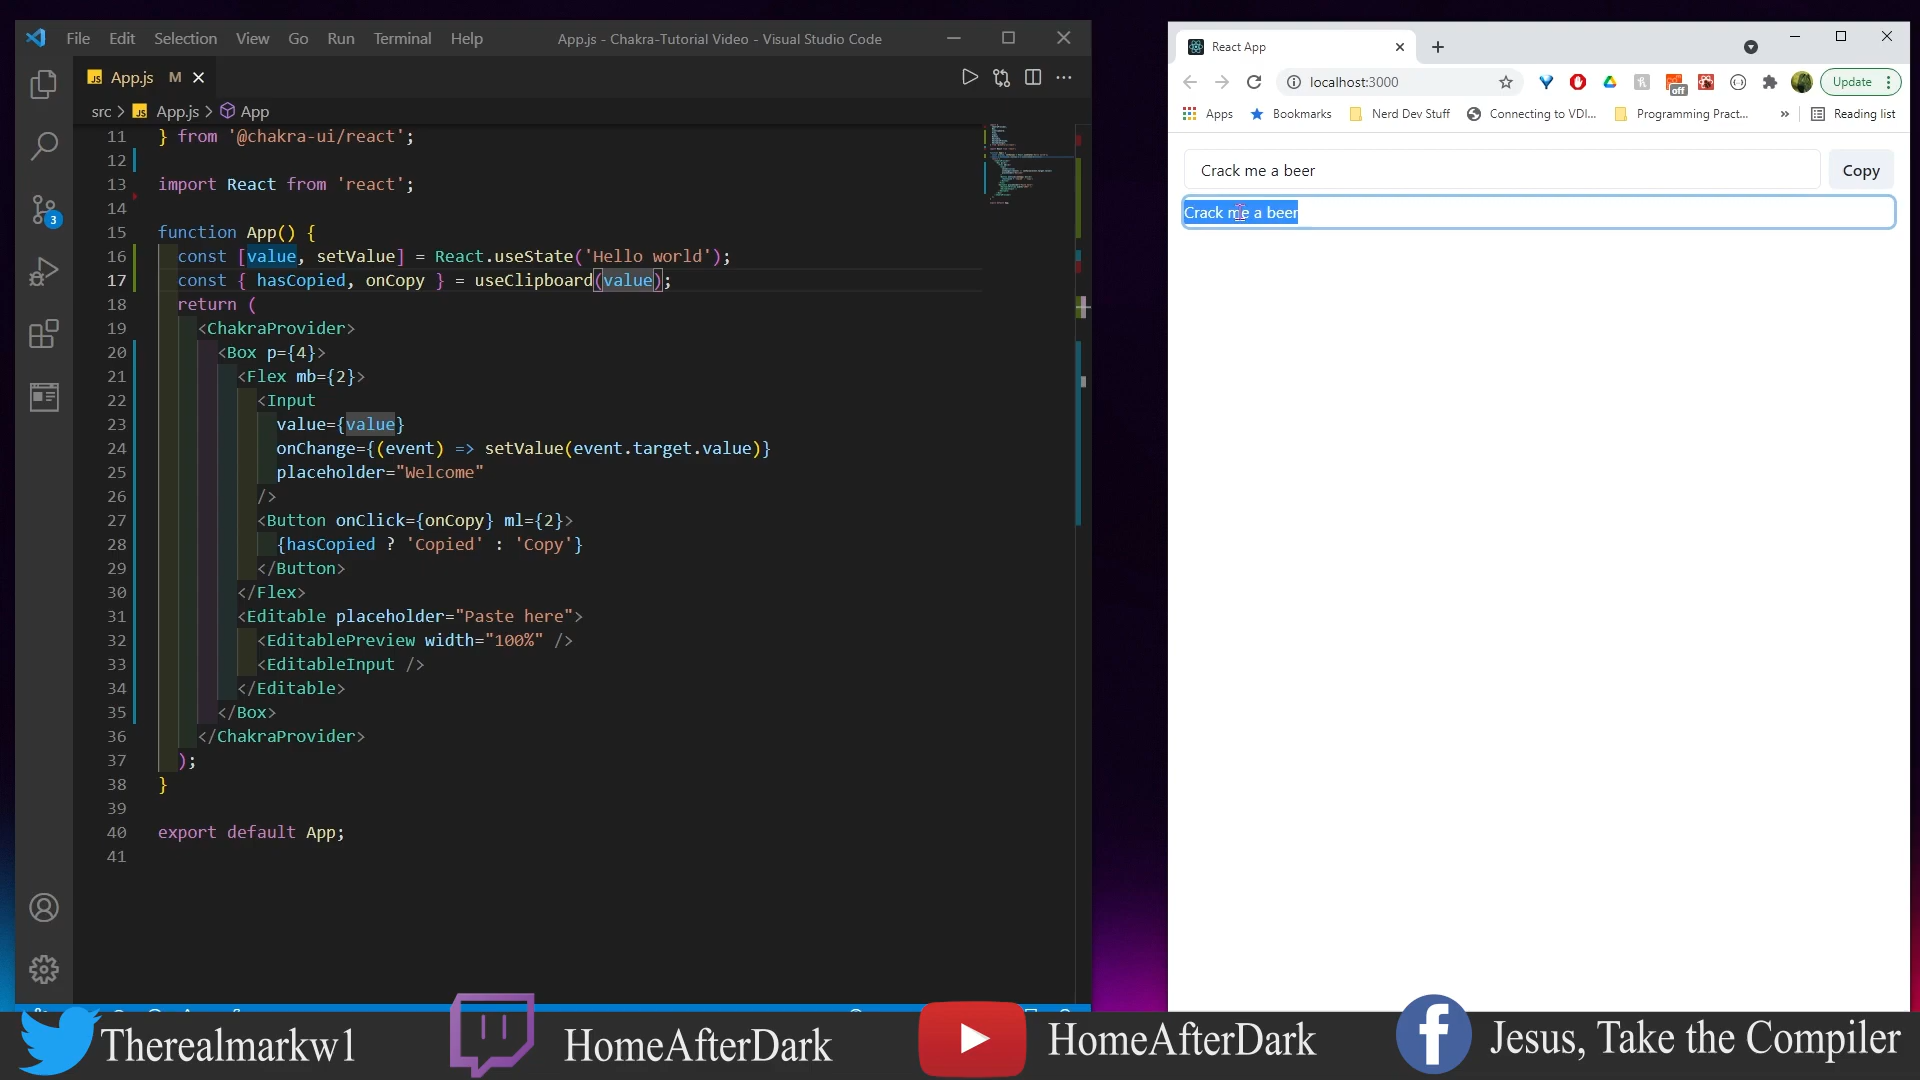 File Edit Selection View Go Run Terminal Help
App.js - Chakra-Tutorial Video - Visual Studio Code
JS App.js M
src > JS App.js > App
11 } from '@chakra-ui/react';
12
13 import React from 'react';
14
15 function App() {
16 const [value, setValue] = React.useState('Hello world');
17 const { hasCopied, onCopy } = useClipboard(value);
18 return (
19 <ChakraProvider>
20 <Box p={4}>
21 <Flex mb={2}>
22 <Input
23 value={value}
24 onChange={(event) => setValue(event.target.value)}
25 placeholder="Welcome"
26 />
27 <Button onClick={onCopy} ml={2}>
28 {hasCopied ? 'Copied' : 'Copy'}
29 </Button>
30 </Flex>
31 <Editable placeholder="Paste here">
32 <EditablePreview width="100%" />
33 <EditableInput />
34 </Editable>
35 </Box>
36 </ChakraProvider>
37 );
38 }
39
40 export default App;
41
3
React App
localhost:3000
off
Update
Apps Bookmarks Nerd Dev Stuff Connecting to VDI... Programming Pract... » Reading list
Crack me a beer
Copy
Crack me a beer
Therealmarkw1
HomeAfterDark
HomeAfterDark
Jesus, Take the Compiler